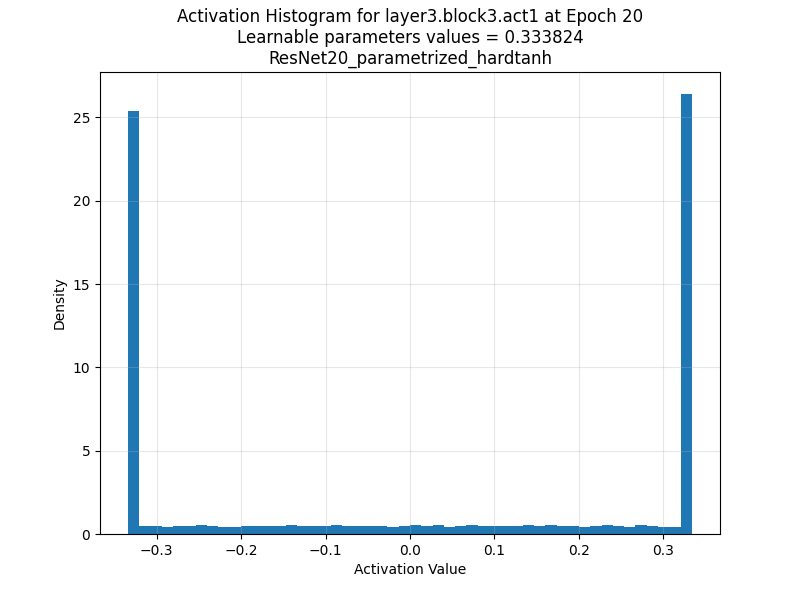 Activation Histogram for layer3.block3.act1 at Epoch 20
Learnable parameters values = 0.333824
ResNet20_parametrized_hardtanh
25
20
15
10
5
0
Density
−0.3 −0.2 −0.1 0.0 0.1 0.2 0.3
Activation Value